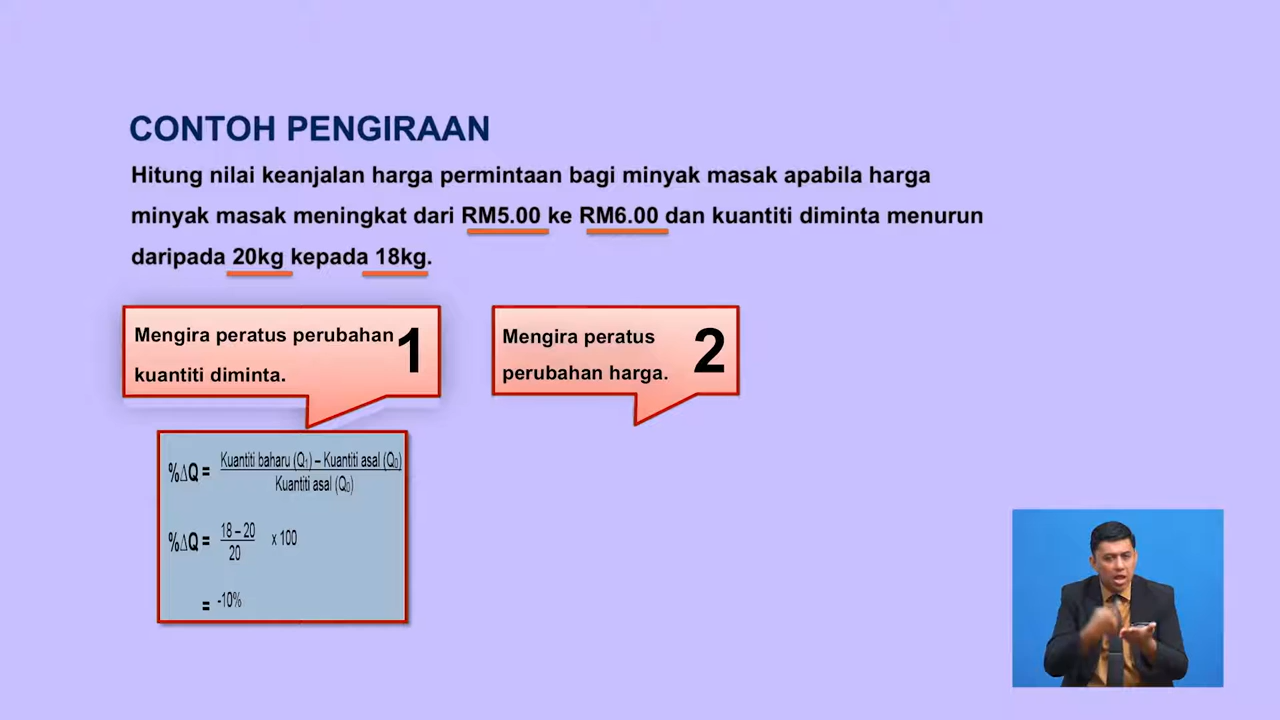 CONTOH PENGIRAAN
Hitung nilai keanjalan harga permintaan bagi minyak masak apabila harga
minyak masak meningkat dari RM5.00 ke RM6.00 dan kuantiti diminta menurun
daripada 20kg kepada 18kg.
Mengira peratus perubahan
kuantiti diminta.
1
Mengira peratus
perubahan harga.
2
%∆Q = Kuantiti baharu (Q₁) – Kuantiti asal (Q₀)
Kuantiti asal (Q₀)
%∆Q = 18 – 20 x 100
20
= -10%